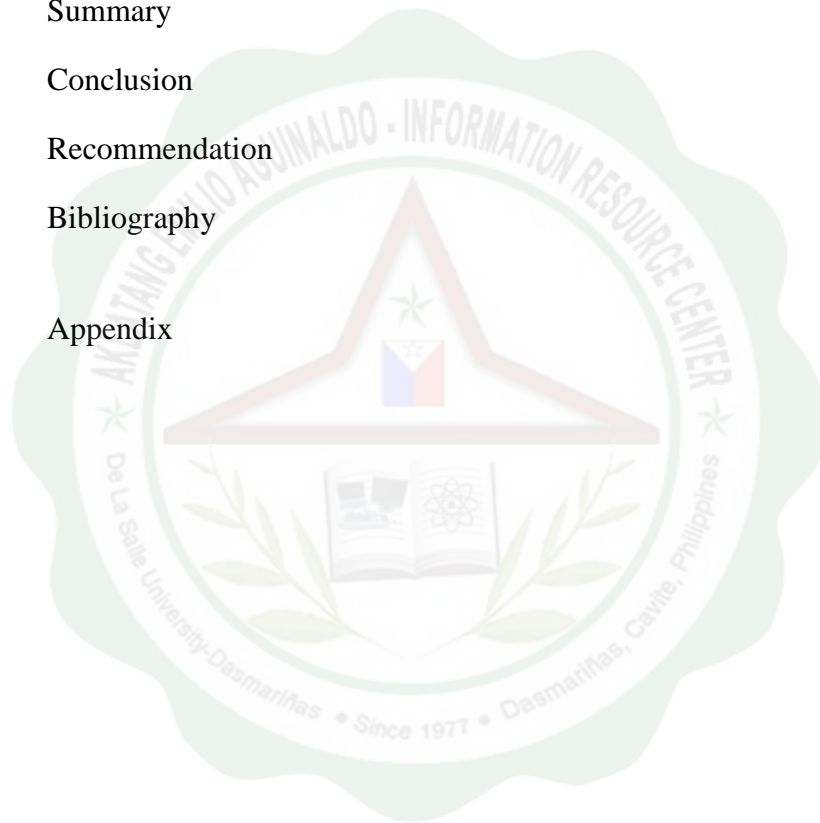 Summary
Conclusion
Recommendation
Bibliography
Appendix
AKLATANG EMILIO AGUINALDO - INFORMATION RESOURCE CENTER
De La Salle University-Dasmariñas • Since 1977 • Dasmariñas, Cavite, Philippines